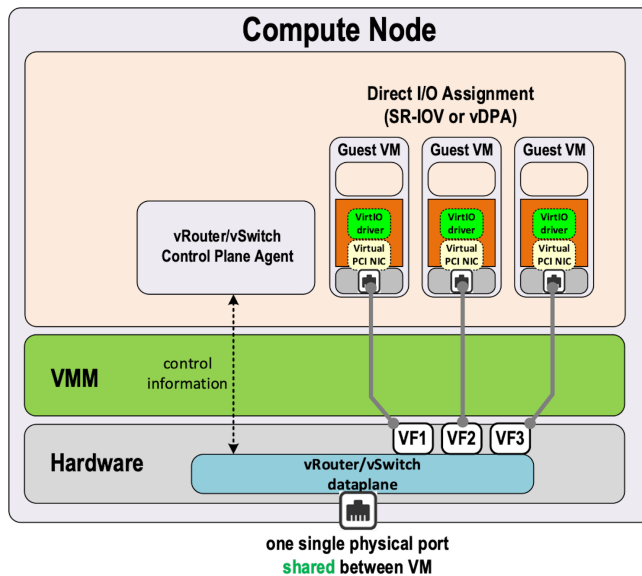 Compute Node
Direct I/O Assignment
(SR-IOV or vDPA)
Guest VM
Guest VM
Guest VM
VirtIO
driver
Virtual
PCI NIC
VirtIO
driver
Virtual
PCI NIC
VirtIO
driver
Virtual
PCI NIC
vRouter/vSwitch
Control Plane Agent
VMM
control
information
Hardware
VF1
VF2
VF3
vRouter/vSwitch
dataplane
one single physical port
shared between VM